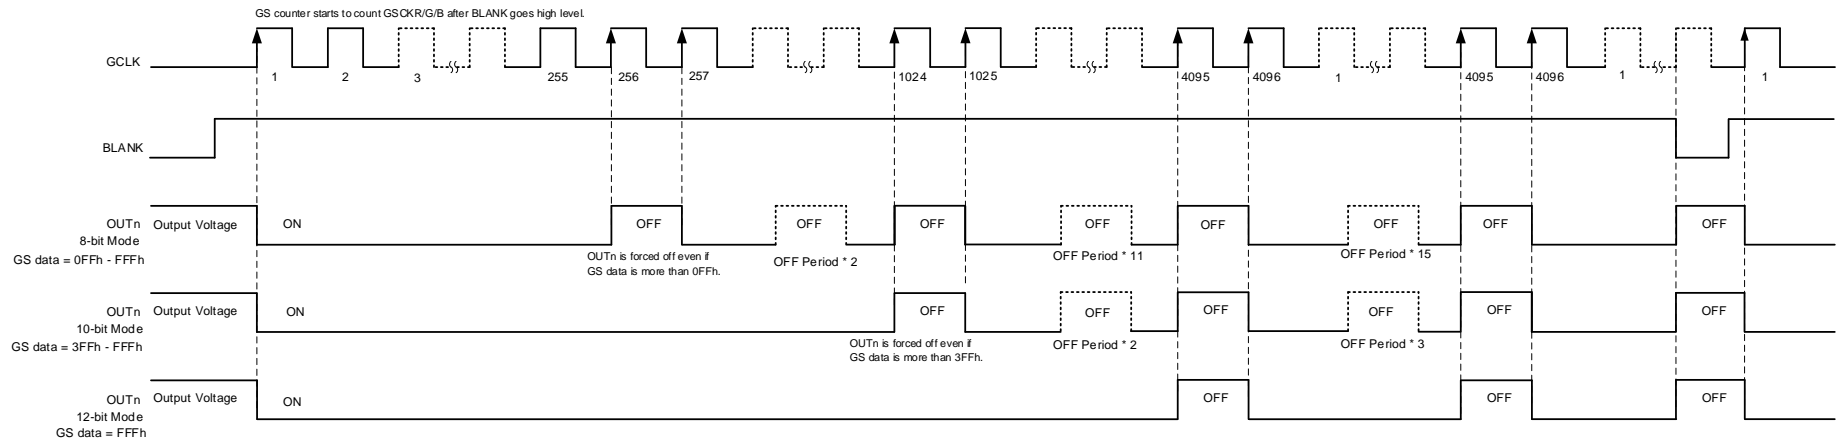 GS counter starts to count GSCKR/G/B after BLANK goes high level.
GCLK
1 2 3 255 256 257 1024 1025 4095 4096 1 4095 4096 1 1
BLANK
OUTn
8-bit Mode
GS data = 0FFh - FFFh
Output Voltage ON OFF OFF OFF OFF OFF OFF OFF OFF
OUTn is forced off even if
GS data is more than 0FFh.
OFF Period * 2
OFF Period * 11
OFF Period * 15
OUTn
10-bit Mode
GS data = 3FFh - FFFh
Output Voltage ON OFF OFF OFF OFF OFF OFF
OUTn is forced off even if
GS data is more than 3FFh.
OFF Period * 2
OFF Period * 3
OUTn
12-bit Mode
GS data = FFFh
Output Voltage ON OFF OFF OFF